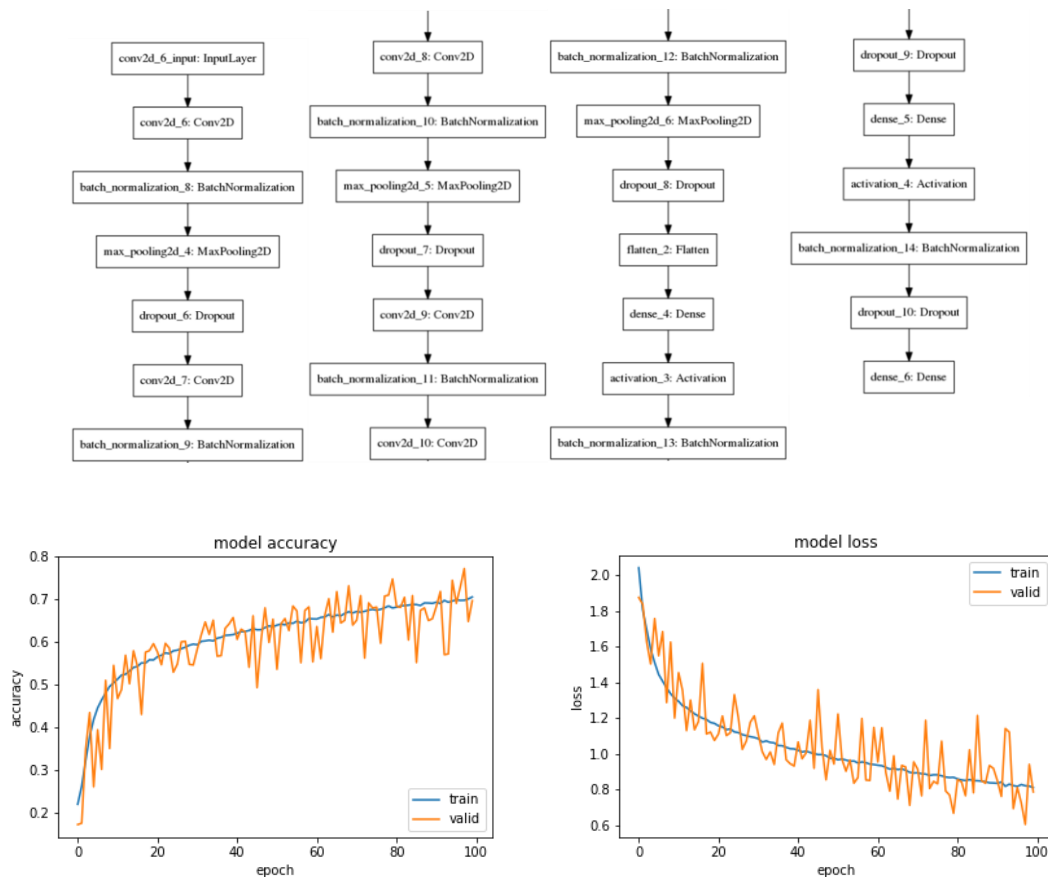 conv2d_6_input: InputLayer
conv2d_6: Conv2D
batch_normalization_8: BatchNormalization
max_pooling2d_4: MaxPooling2D
dropout_6: Dropout
conv2d_7: Conv2D
batch_normalization_9: BatchNormalization
conv2d_8: Conv2D
batch_normalization_10: BatchNormalization
max_pooling2d_5: MaxPooling2D
dropout_7: Dropout
conv2d_9: Conv2D
batch_normalization_11: BatchNormalization
conv2d_10: Conv2D
batch_normalization_12: BatchNormalization
max_pooling2d_6: MaxPooling2D
dropout_8: Dropout
flatten_2: Flatten
dense_4: Dense
activation_3: Activation
batch_normalization_13: BatchNormalization
dropout_9: Dropout
dense_5: Dense
activation_4: Activation
batch_normalization_14: BatchNormalization
dropout_10: Dropout
dense_6: Dense
model accuracy
0.8
0.7
0.6
0.5
0.4
0.3
0.2
accuracy
train
valid
0 20 40 60 80 100
epoch
model loss
2.0
1.8
1.6
1.4
1.2
1.0
0.8
0.6
loss
train
valid
0 20 40 60 80 100
epoch